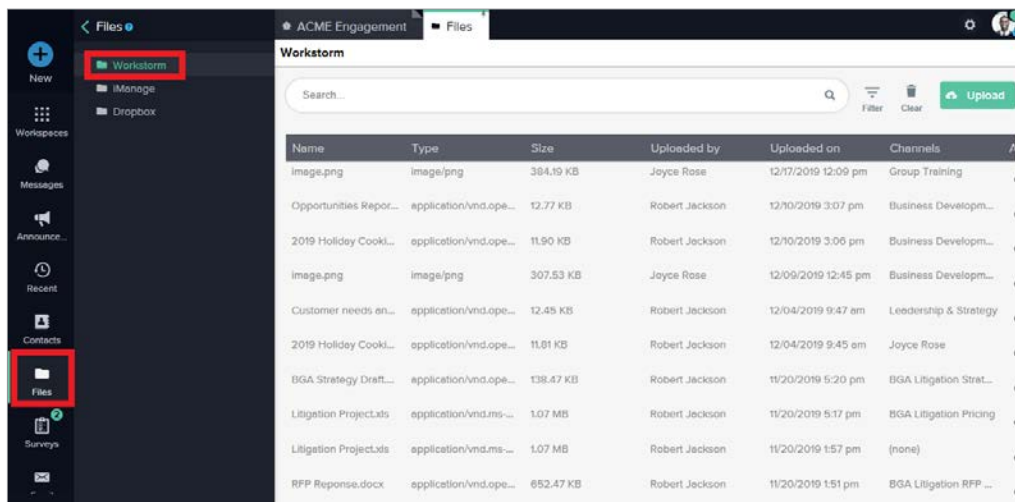 Files
ACME Engagement
Files
New
Workspaces
Messages
Announce...
Recent
Contacts
Files
2
Surveys
Workstorm
iManage
Dropbox
Workstorm
Search...
Filter
Clear
Upload
Name Type Size Uploaded by Uploaded on Channels A
image.png image/png 384.19 KB Joyce Rose 12/17/2019 12:09 pm Group Training
Opportunities Repor... application/vnd.ope... 12.77 KB Robert Jackson 12/10/2019 3:07 pm Business Developm...
2019 Holiday Cooki... application/vnd.ope... 11.90 KB Robert Jackson 12/10/2019 3:06 pm Business Developm...
image.png image/png 307.53 KB Joyce Rose 12/09/2019 12:45 pm Business Developm...
Customer needs an... application/vnd.ope... 12.45 KB Robert Jackson 12/04/2019 9:47 am Leadership & Strategy
2019 Holiday Cooki... application/vnd.ope... 11.81 KB Robert Jackson 12/04/2019 9:45 am Joyce Rose
BGA Strategy Draft.... application/vnd.ope... 138.47 KB Robert Jackson 11/20/2019 5:20 pm BGA Litigation Strat...
Litigation Project.xls application/vnd.ms-... 1.07 MB Robert Jackson 11/20/2019 5:17 pm BGA Litigation Pricing
Litigation Project.xls application/vnd.ms-... 1.07 MB Robert Jackson 11/20/2019 1:57 pm (none)
RFP Reponse.docx application/vnd.ope... 652.47 KB Robert Jackson 11/20/2019 1:51 pm BGA Litigation RFP ...